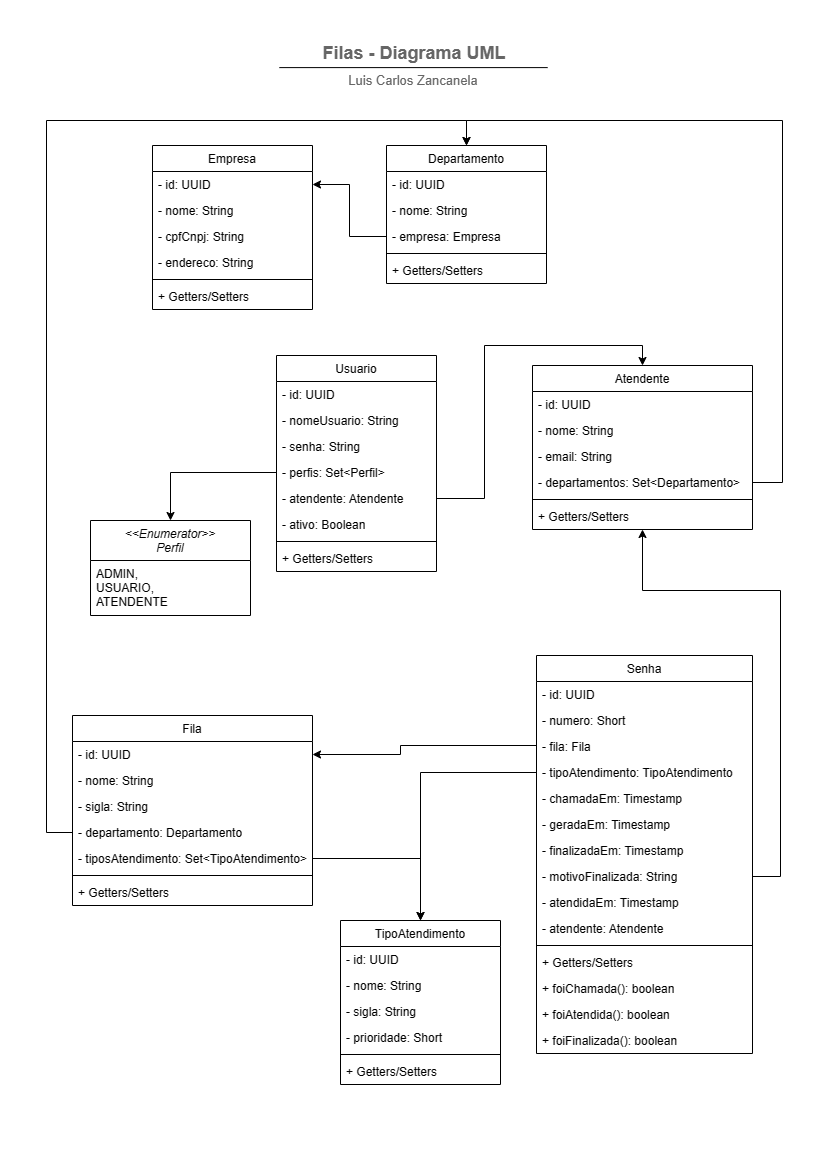 Filas - Diagrama UML
Luis Carlos Zancanela
Empresa
- id: UUID
- nome: String
- cpfCnpj: String
- endereco: String
+ Getters/Setters
Departamento
- id: UUID
- nome: String
- empresa: Empresa
+ Getters/Setters
Usuario
- id: UUID
- nomeUsuario: String
- senha: String
- perfis: Set<Perfil>
- atendente: Atendente
- ativo: Boolean
+ Getters/Setters
Atendente
- id: UUID
- nome: String
- email: String
- departamentos: Set<Departamento>
+ Getters/Setters
<<Enumerator>>
Perfil
ADMIN,
USUARIO,
ATENDENTE
Fila
- id: UUID
- nome: String
- sigla: String
- departamento: Departamento
- tiposAtendimento: Set<TipoAtendimento>
+ Getters/Setters
Senha
- id: UUID
- numero: Short
- fila: Fila
- tipoAtendimento: TipoAtendimento
- chamadaEm: Timestamp
- geradaEm: Timestamp
- finalizadaEm: Timestamp
- motivoFinalizada: String
- atendidaEm: Timestamp
- atendente: Atendente
+ Getters/Setters
+ foiChamada(): boolean
+ foiAtendida(): boolean
+ foiFinalizada(): boolean
TipoAtendimento
- id: UUID
- nome: String
- sigla: String
- prioridade: Short
+ Getters/Setters